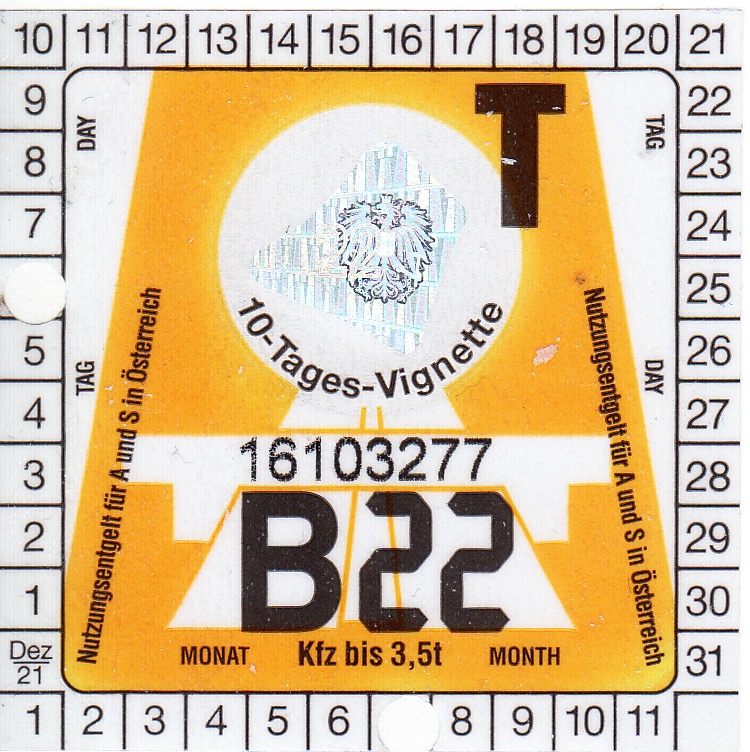 10 11 12 13 14 15 16 17 18 19 20 21
9 22
8 23
7 24
25
5 26
4 27
3 28
2 29
1 30
Dez
21
31
1 2 3 4 5 6 8 9 10 11
DAY
TAG
T
TAG
DAY
Nutzungsentgelt für A und S in Österreich
Nutzungsentgelt für A und S in Österreich
10-Tages-Vignette
16103277
B22
MONAT Kfz bis 3,5t MONTH